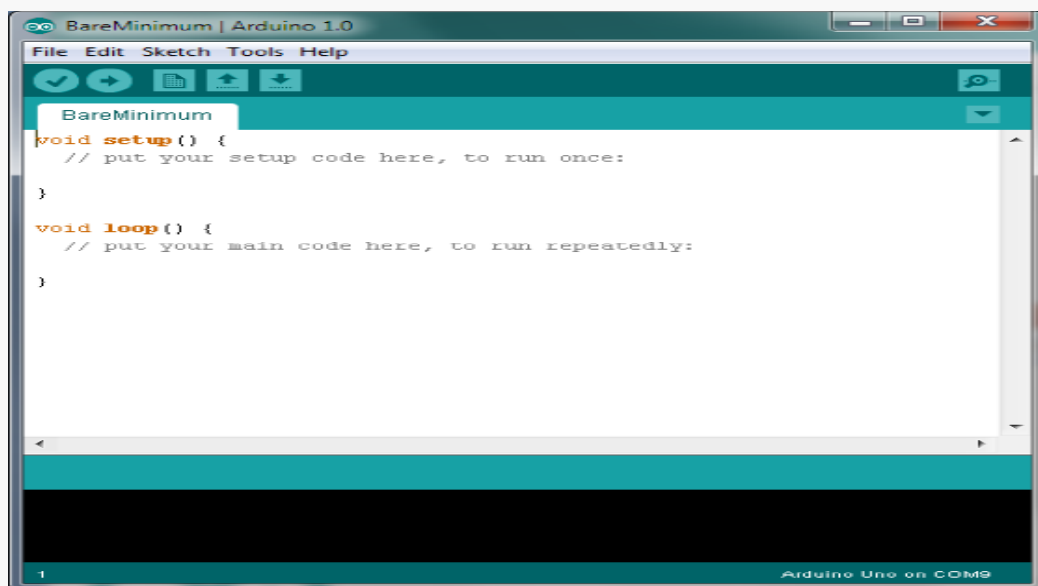 BareMinimum | Arduino 1.0
File Edit Sketch Tools Help
BareMinimum
void setup() {
  // put your setup code here, to run once:
}
void loop() {
  // put your main code here, to run repeatedly:
}
1
Arduino Uno on COM9